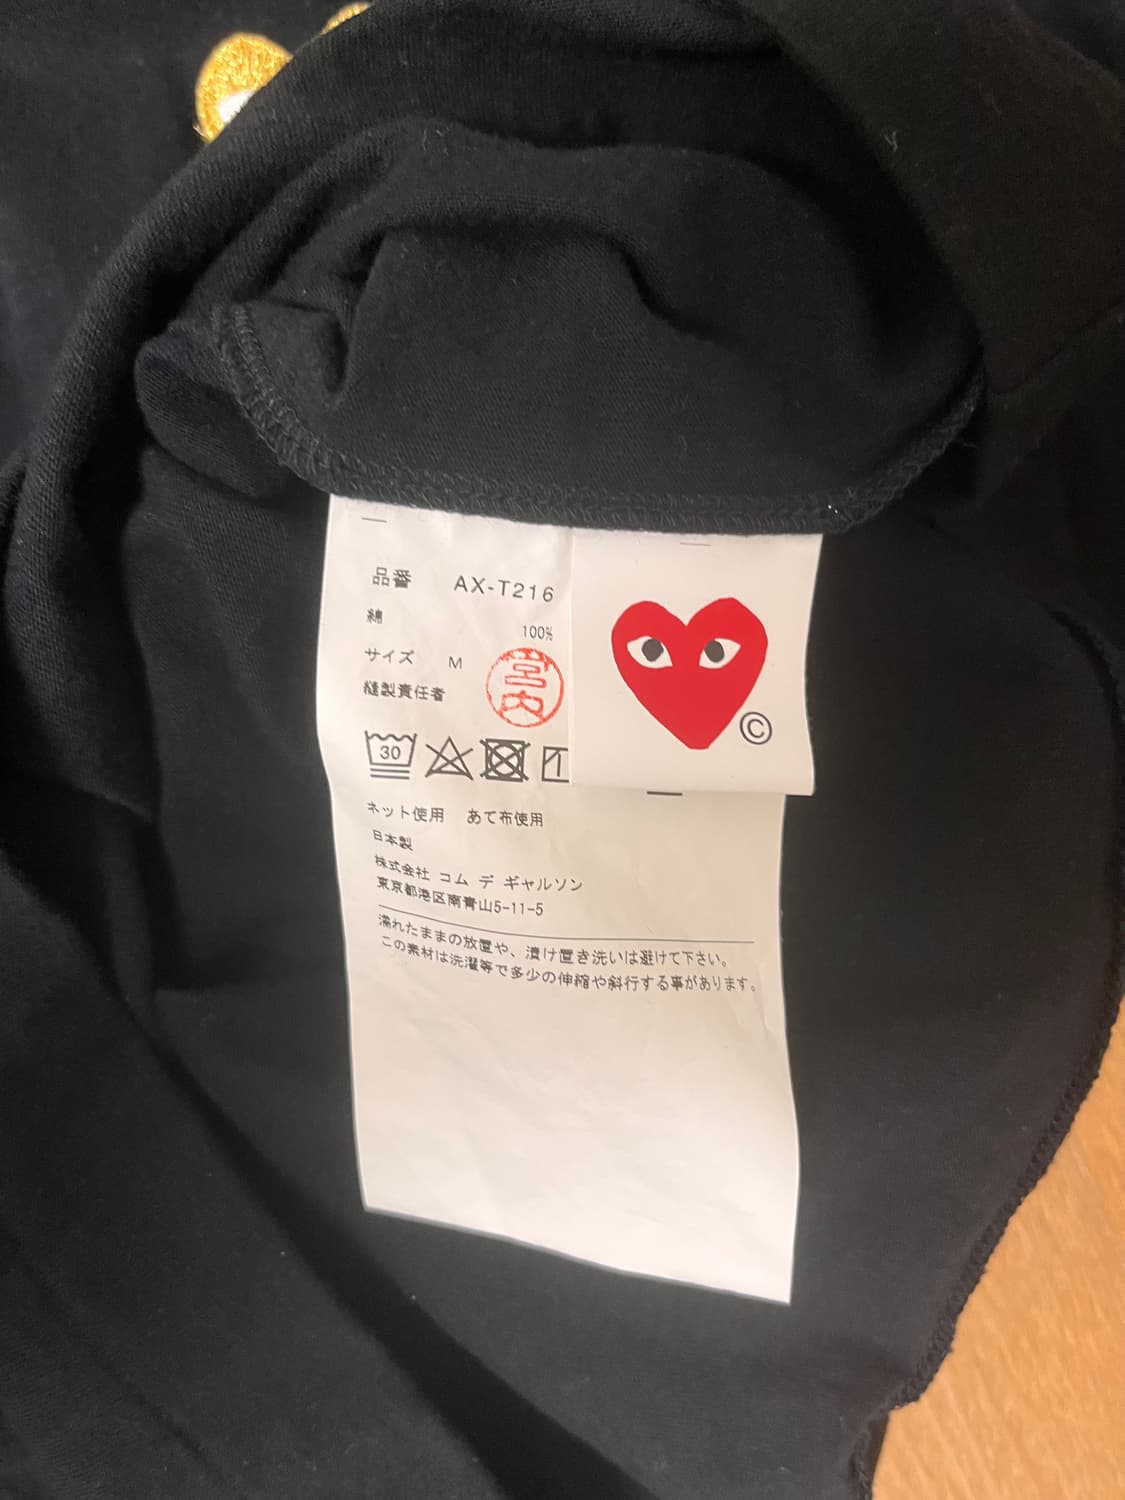 品番 AX-T216
綿 100%
サイズ M
縫製責任者 宮内
30
ネット使用 あて布使用
日本製
株式会社 コム デ ギャルソン
東京都港区南青山5-11-5
濡れたままの放置や、漬け置き洗いは避けて下さい。
この素材は洗濯等で多少の伸縮や斜行する事があります。
©